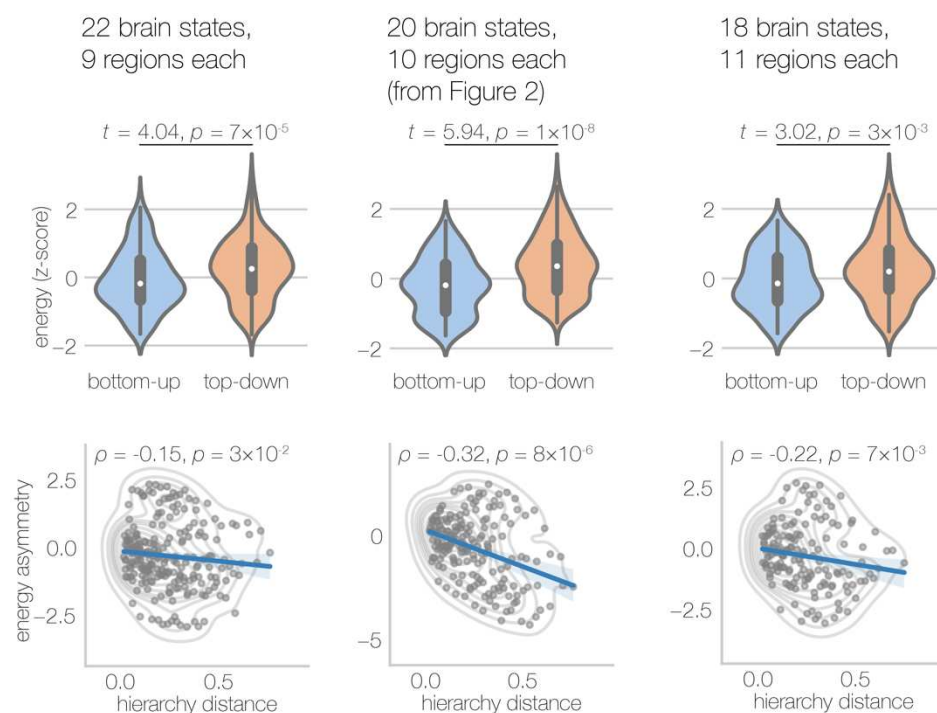 22 brain states,
9 regions each
20 brain states,
10 regions each
(from Figure 2)
18 brain states,
11 regions each
t = 4.04, p = 7×10⁻⁵
t = 5.94, p = 1×10⁻⁸
t = 3.02, p = 3×10⁻³
energy (z-score)
2
0
−2
bottom-up
top-down
2
0
−2
bottom-up
top-down
2
0
−2
bottom-up
top-down
ρ = -0.15, p = 3×10⁻²
ρ = -0.32, p = 8×10⁻⁶
ρ = -0.22, p = 7×10⁻³
energy asymmetry
2.5
0.0
−2.5
0.0
0.5
hierarchy distance
0
−5
0.0
0.5
hierarchy distance
2.5
0.0
−2.5
0.0
0.5
hierarchy distance